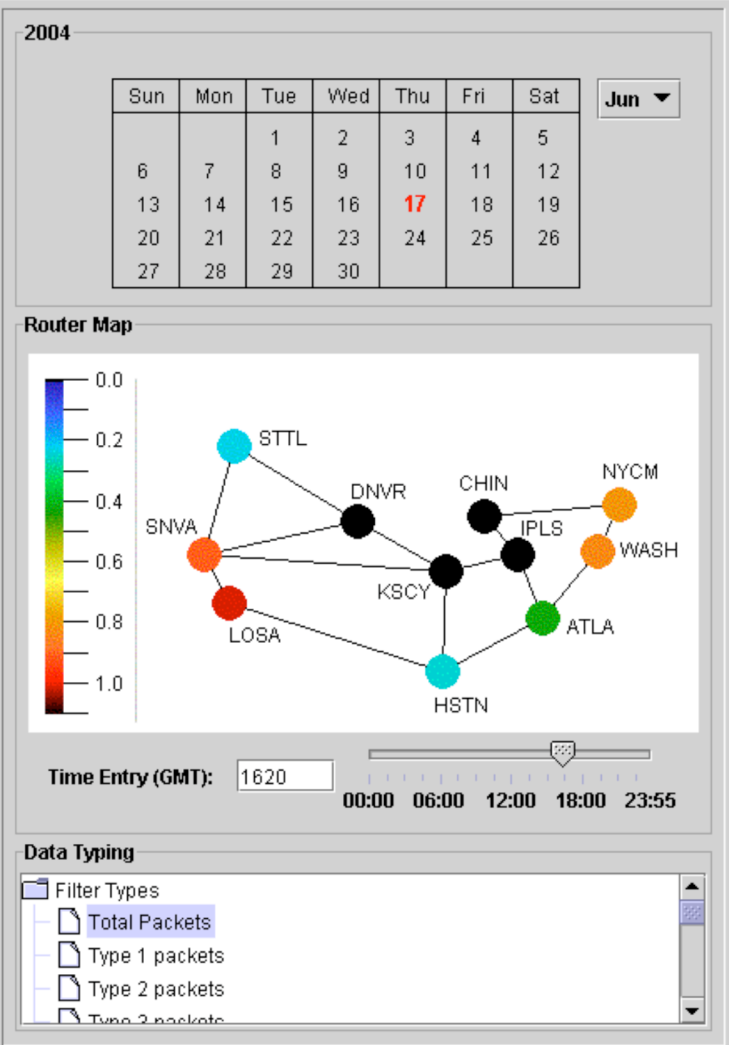 2004
Sun Mon Tue Wed Thu Fri Sat
Jun
1 2 3 4 5
6 7 8 9 10 11 12
13 14 15 16 17 18 19
20 21 22 23 24 25 26
27 28 29 30
Router Map
0.0
0.2
0.4
0.6
0.8
1.0
STTL
DNVR
CHIN
NYCM
SNVA
IPLS
WASH
KSCY
LOSA
ATLA
HSTN
Time Entry (GMT): 1620
00:00 06:00 12:00 18:00 23:55
Data Typing
Filter Types
Total Packets
Type 1 packets
Type 2 packets
Type 3 packets